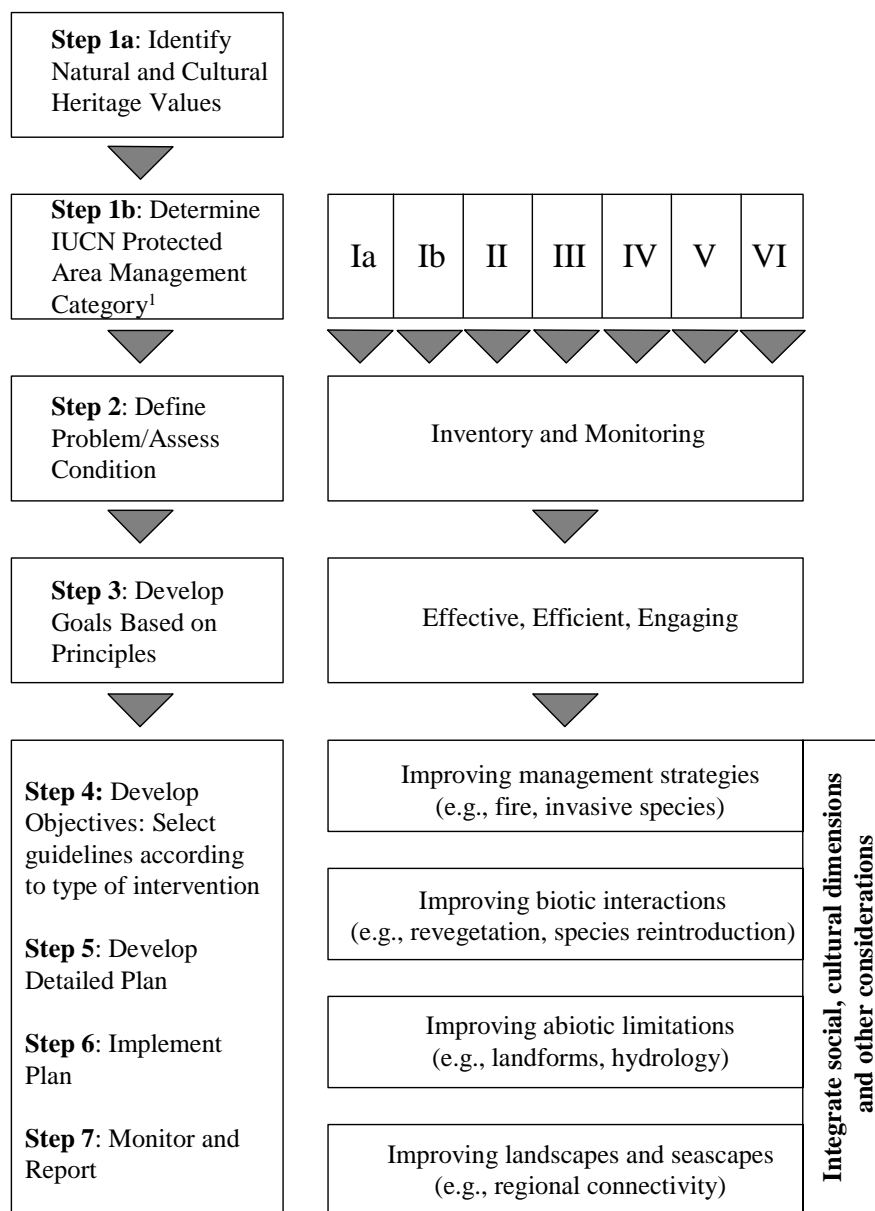 Step 1a: Identify
Natural and Cultural
Heritage Values
Step 1b: Determine
IUCN Protected
Area Management
Category¹
Ia Ib II III IV V VI
Step 2: Define
Problem/Assess
Condition
Inventory and Monitoring
Step 3: Develop
Goals Based on
Principles
Effective, Efficient, Engaging
Step 4: Develop
Objectives: Select
guidelines according
to type of intervention
Step 5: Develop
Detailed Plan
Step 6: Implement
Plan
Step 7: Monitor and
Report
Improving management strategies
(e.g., fire, invasive species)
Improving biotic interactions
(e.g., revegetation, species reintroduction)
Improving abiotic limitations
(e.g., landforms, hydrology)
Improving landscapes and seascapes
(e.g., regional connectivity)
Integrate social, cultural dimensions
and other considerations